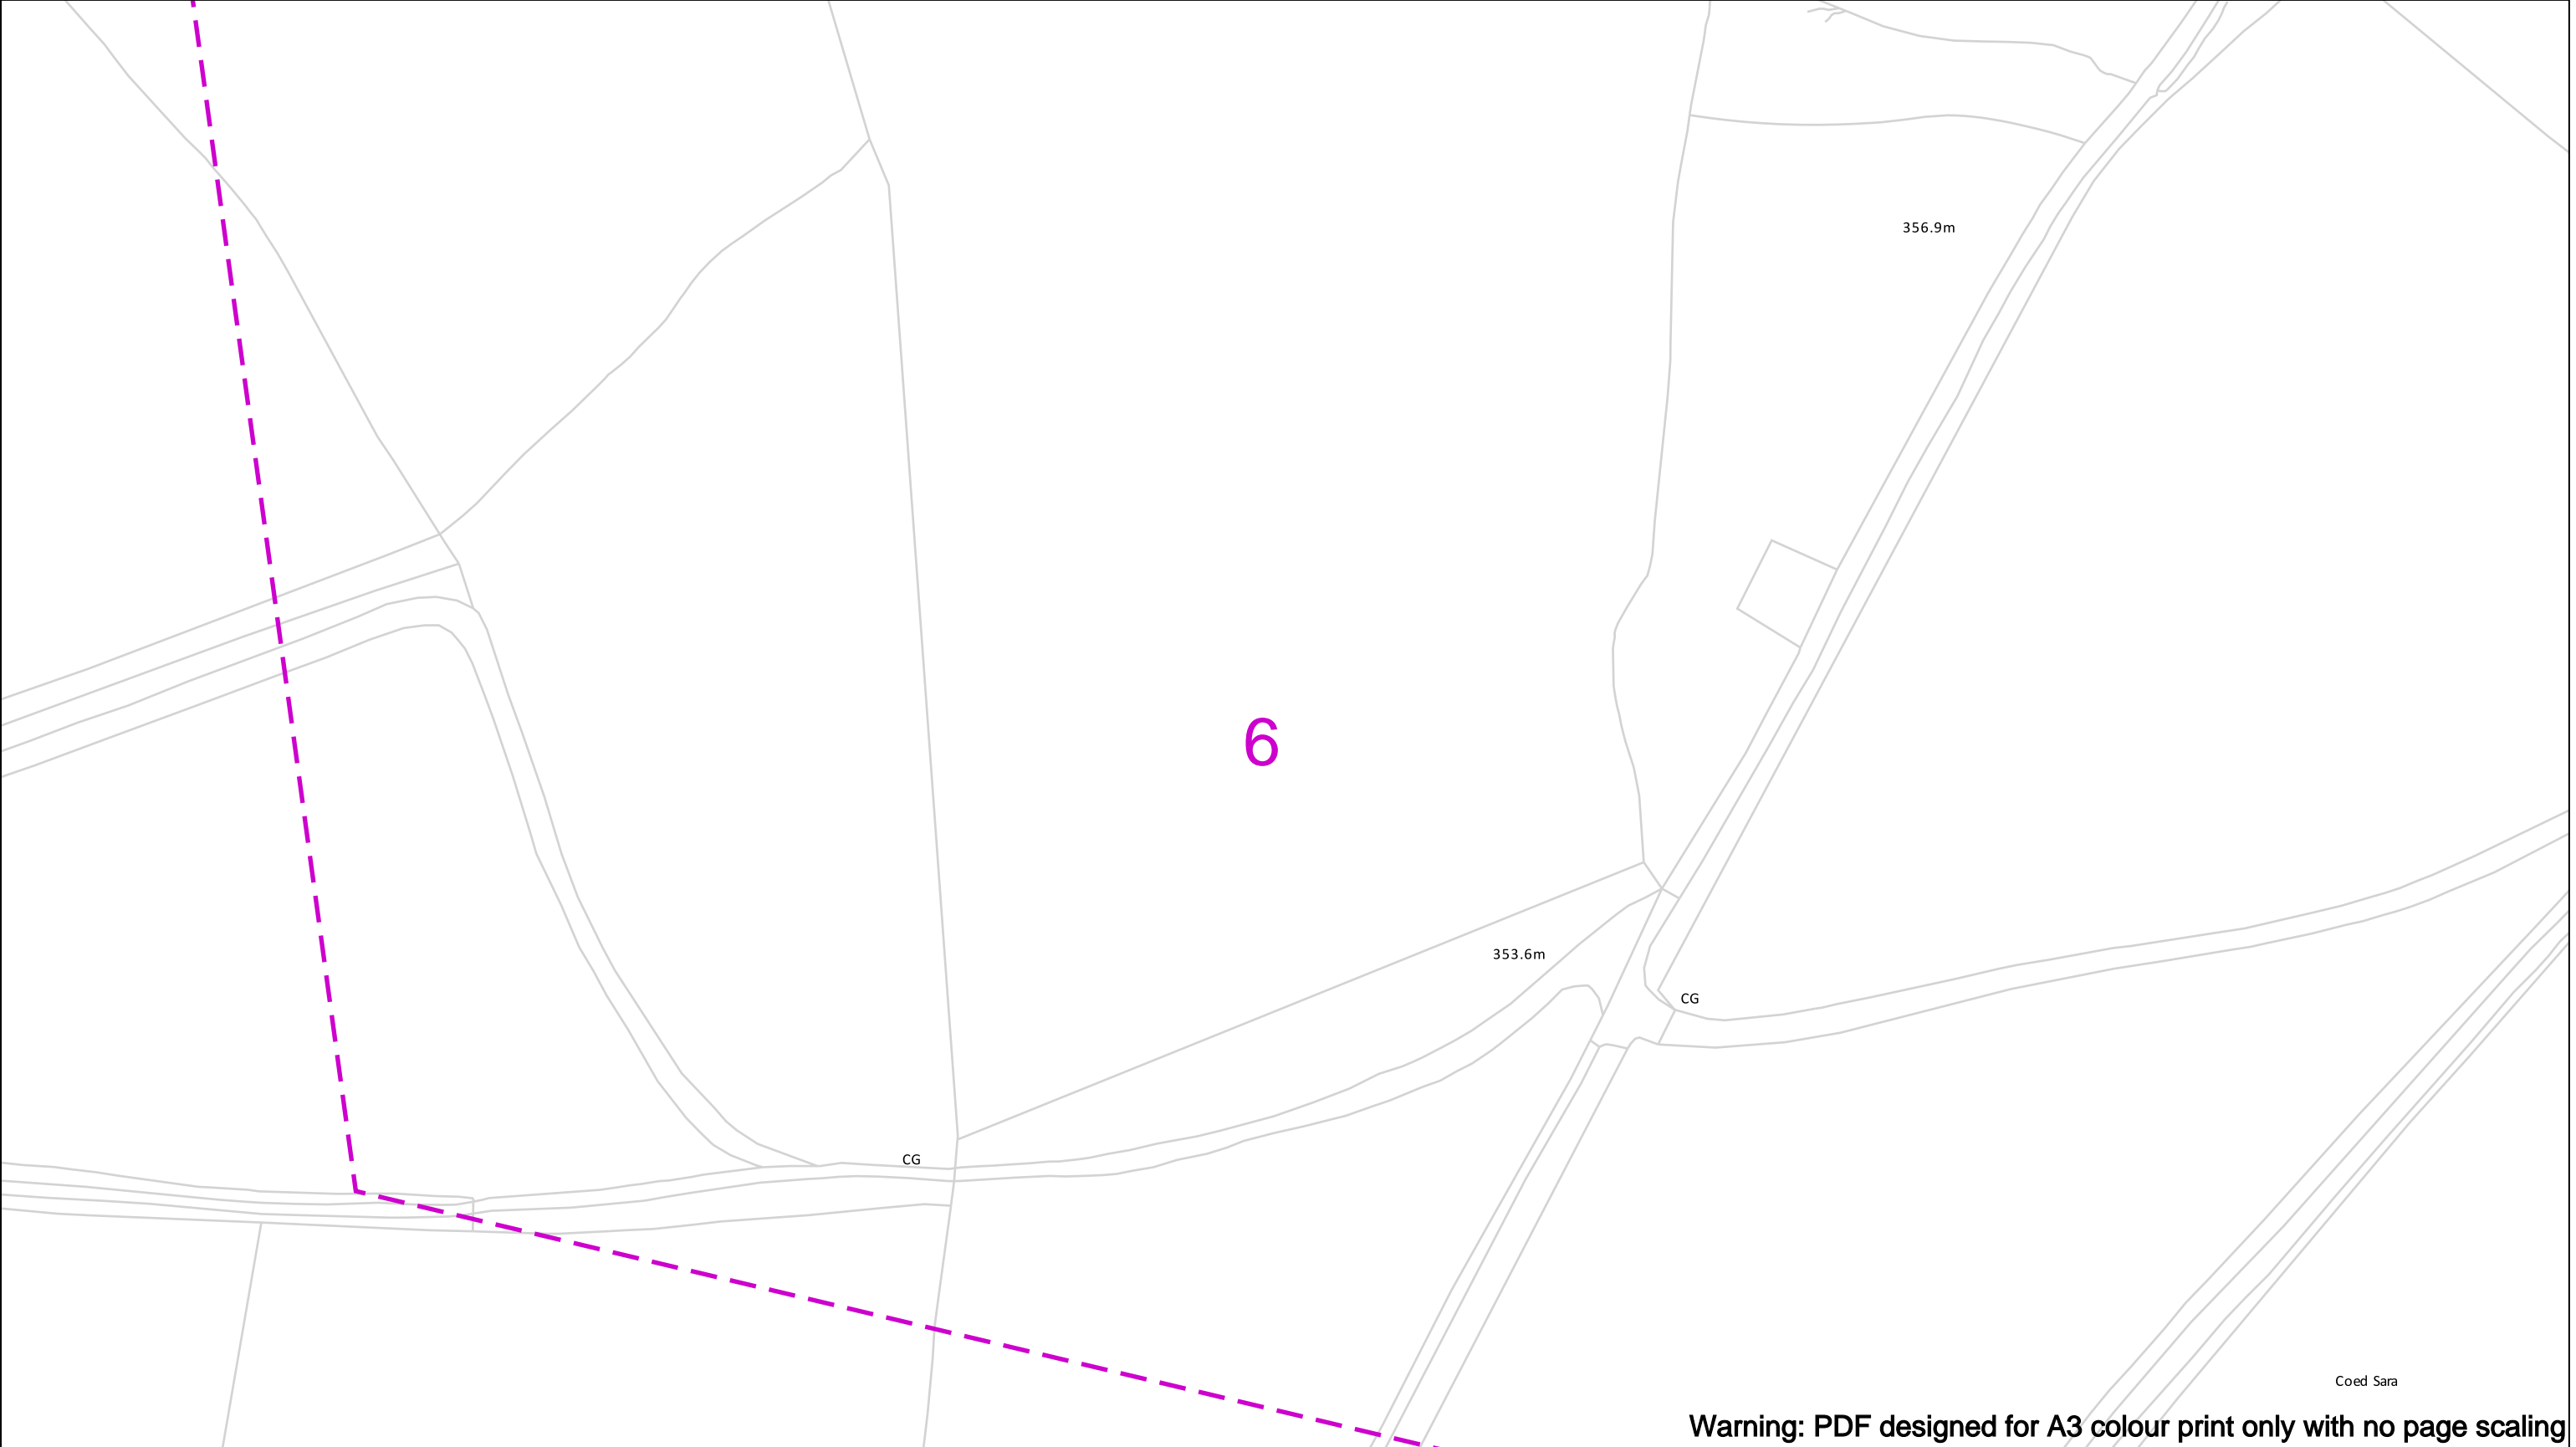 356.9m
6
353.6m
CG
CG
Coed Sara
Warning: PDF designed for A3 colour print only with no page scaling